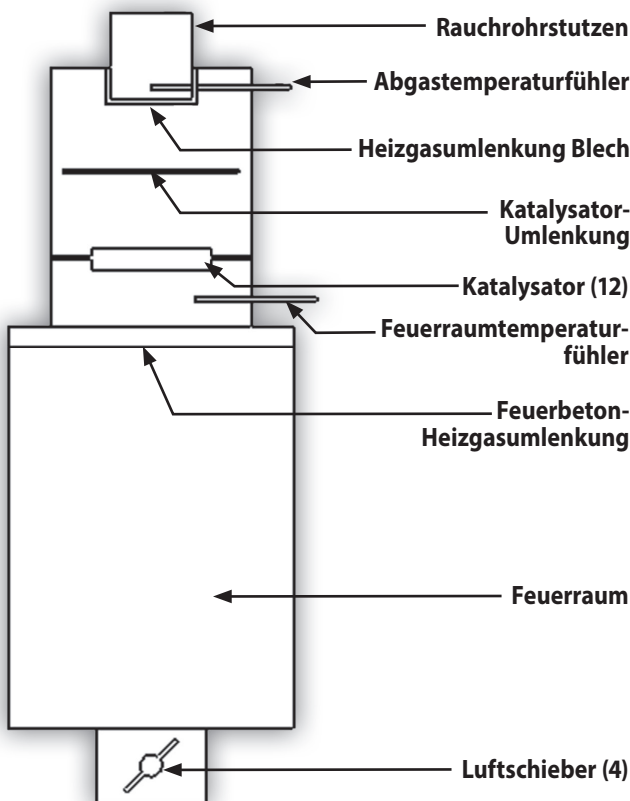 Rauchrohrstutzen
Abgastemperaturfühler
Heizgasumlenkung Blech
Katalysator-
Umlenkung
Katalysator (12)
Feuerraumtemperatur-
fühler
Feuerbeton-
Heizgasumlenkung
Feuerraum
Luftschieber (4)